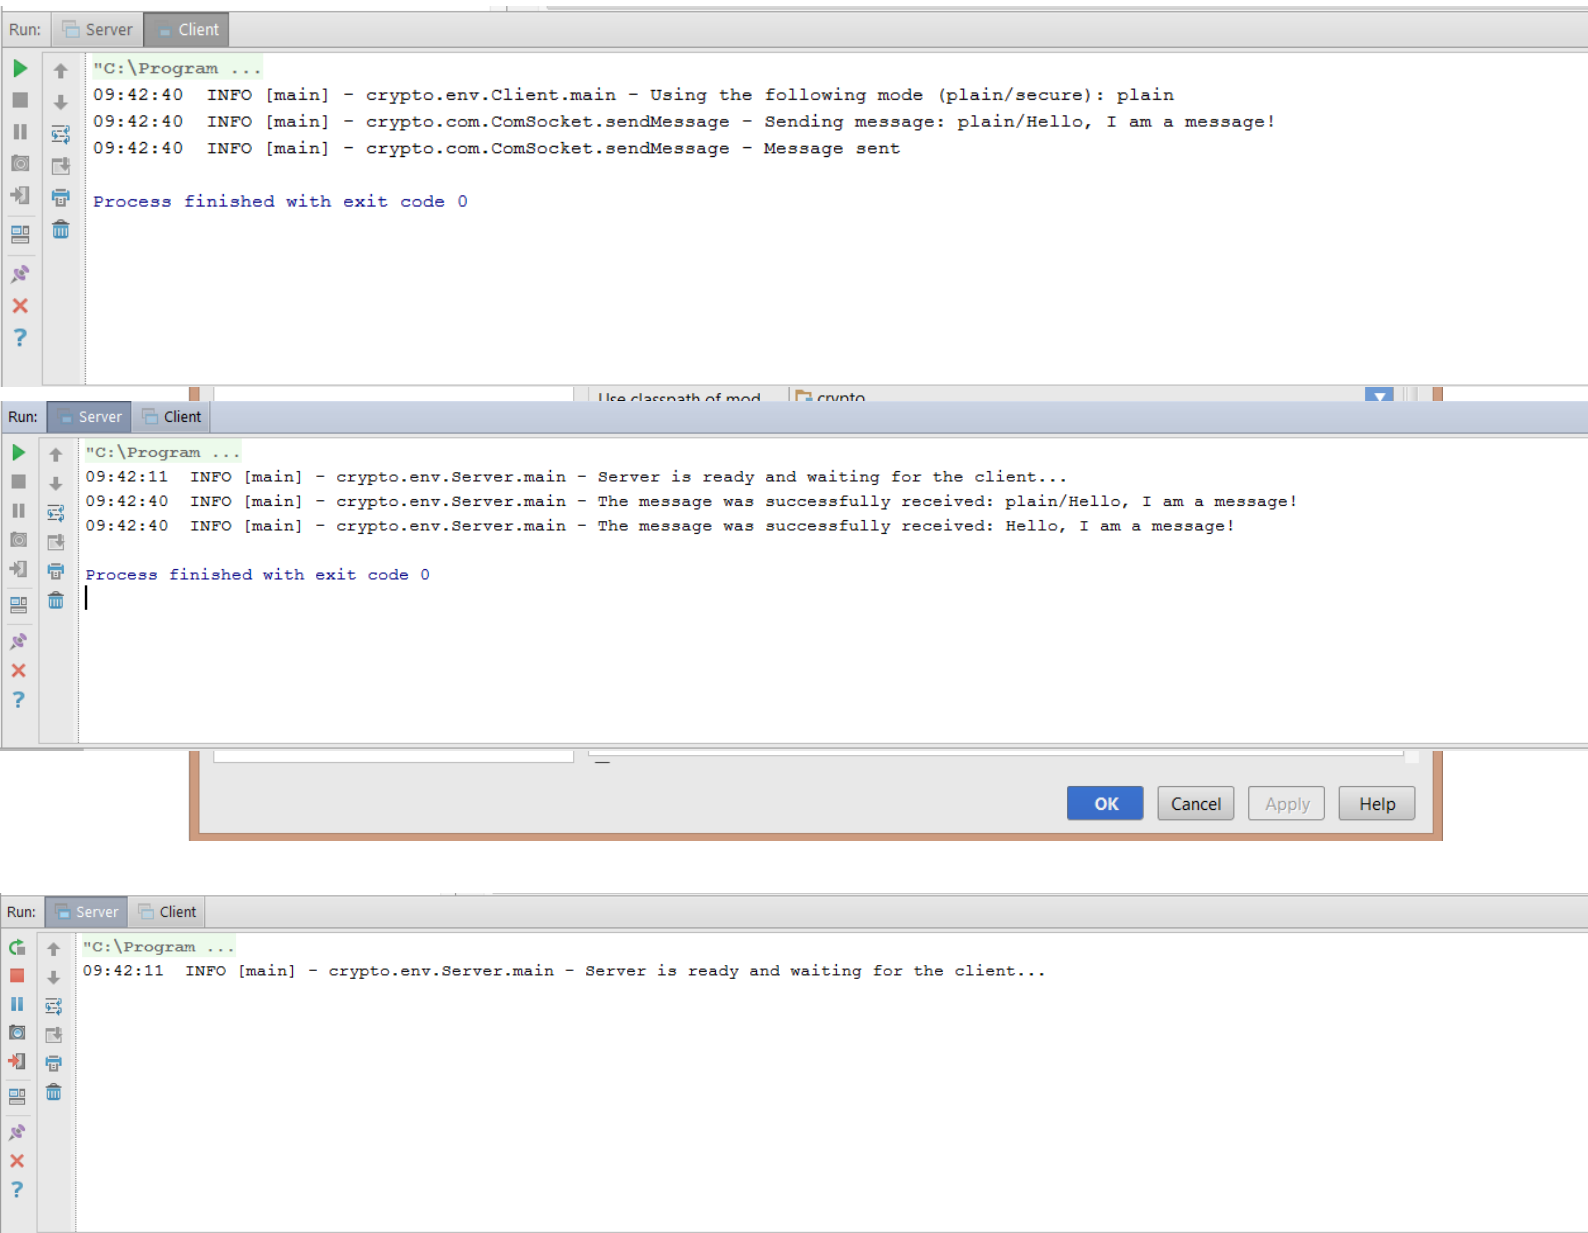 Run: Server Client
"C:\Program ...
09:42:40 INFO [main] - crypto.env.Client.main - Using the following mode (plain/secure): plain
09:42:40 INFO [main] - crypto.com.ComSocket.sendMessage - Sending message: plain/Hello, I am a message!
09:42:40 INFO [main] - crypto.com.ComSocket.sendMessage - Message sent
Process finished with exit code 0
Use classpath of mod crypto
Run: Server Client
"C:\Program ...
09:42:11 INFO [main] - crypto.env.Server.main - Server is ready and waiting for the client...
09:42:40 INFO [main] - crypto.env.Server.main - The message was successfully received: plain/Hello, I am a message!
09:42:40 INFO [main] - crypto.env.Server.main - The message was successfully received: Hello, I am a message!
Process finished with exit code 0
OK Cancel Apply Help
Run: Server Client
"C:\Program ...
09:42:11 INFO [main] - crypto.env.Server.main - Server is ready and waiting for the client...